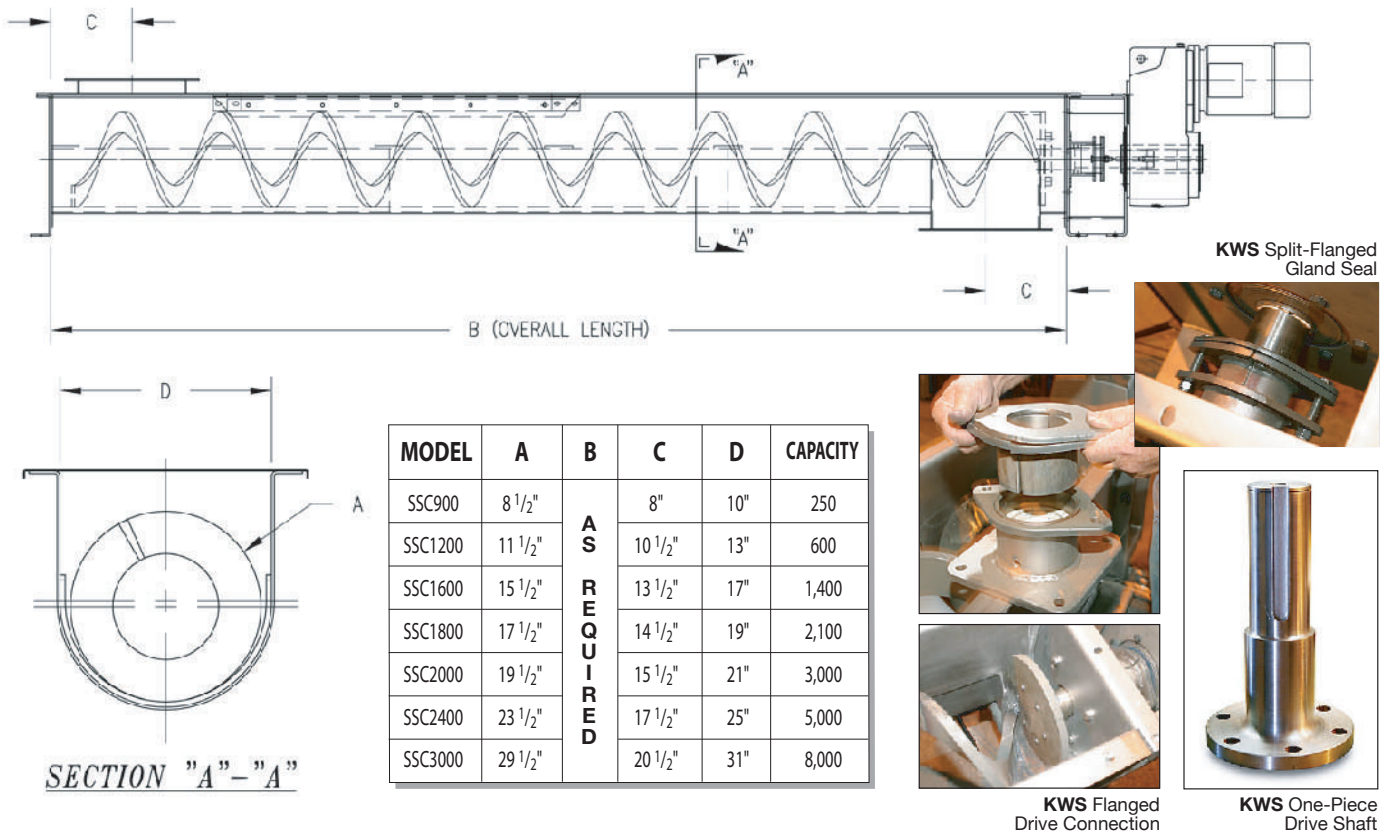 C
"A"
"A"
C
B (OVERALL LENGTH)
KWS Split-Flanged
Gland Seal
D
A
SECTION "A"-"A"
MODEL A B C D CAPACITY
SSC900 8 1/2" AS REQUIRED 8" 10" 250
SSC1200 11 1/2" 10 1/2" 13" 600
SSC1600 15 1/2" 13 1/2" 17" 1,400
SSC1800 17 1/2" 14 1/2" 19" 2,100
SSC2000 19 1/2" 15 1/2" 21" 3,000
SSC2400 23 1/2" 17 1/2" 25" 5,000
SSC3000 29 1/2" 20 1/2" 31" 8,000
KWS Flanged
Drive Connection
KWS One-Piece
Drive Shaft